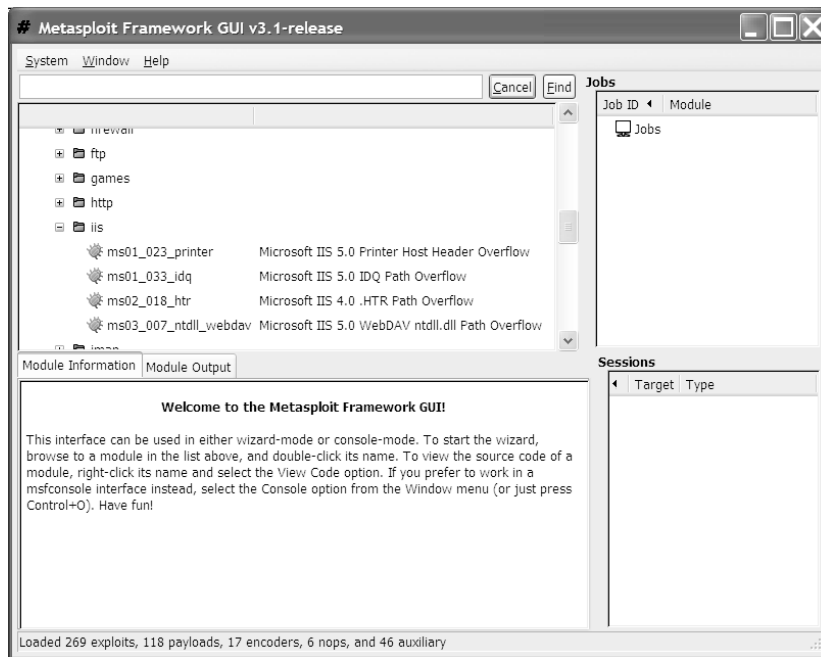 # Metasploit Framework GUI v3.1-release
System Window Help
Cancel Find
Jobs
Job ID Module
Jobs
firewall
ftp
games
http
iis
ms01_023_printer Microsoft IIS 5.0 Printer Host Header Overflow
ms01_033_idq Microsoft IIS 5.0 IDQ Path Overflow
ms02_018_htr Microsoft IIS 4.0 .HTR Path Overflow
ms03_007_ntdll_webdav Microsoft IIS 5.0 WebDAV ntdll.dll Path Overflow
imap
Module Information Module Output
Welcome to the Metasploit Framework GUI!
This interface can be used in either wizard-mode or console-mode. To start the wizard,
browse to a module in the list above, and double-click its name. To view the source code of a
module, right-click its name and select the View Code option. If you prefer to work in a
msfconsole interface instead, select the Console option from the Window menu (or just press
Control+O). Have fun!
Sessions
Target Type
Loaded 269 exploits, 118 payloads, 17 encoders, 6 nops, and 46 auxiliary